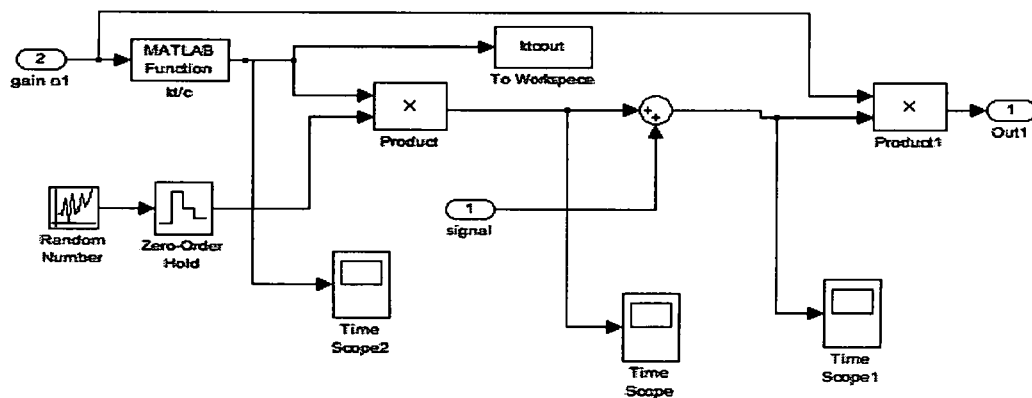 2
gain o1
MATLAB
Function
kt/c
ktcout
To Workspace
×
Product
×
Product1
1
Out1
Random
Number
Zero-Order
Hold
1
signal
+
+
Time
Scope2
Time
Scope
Time
Scope1